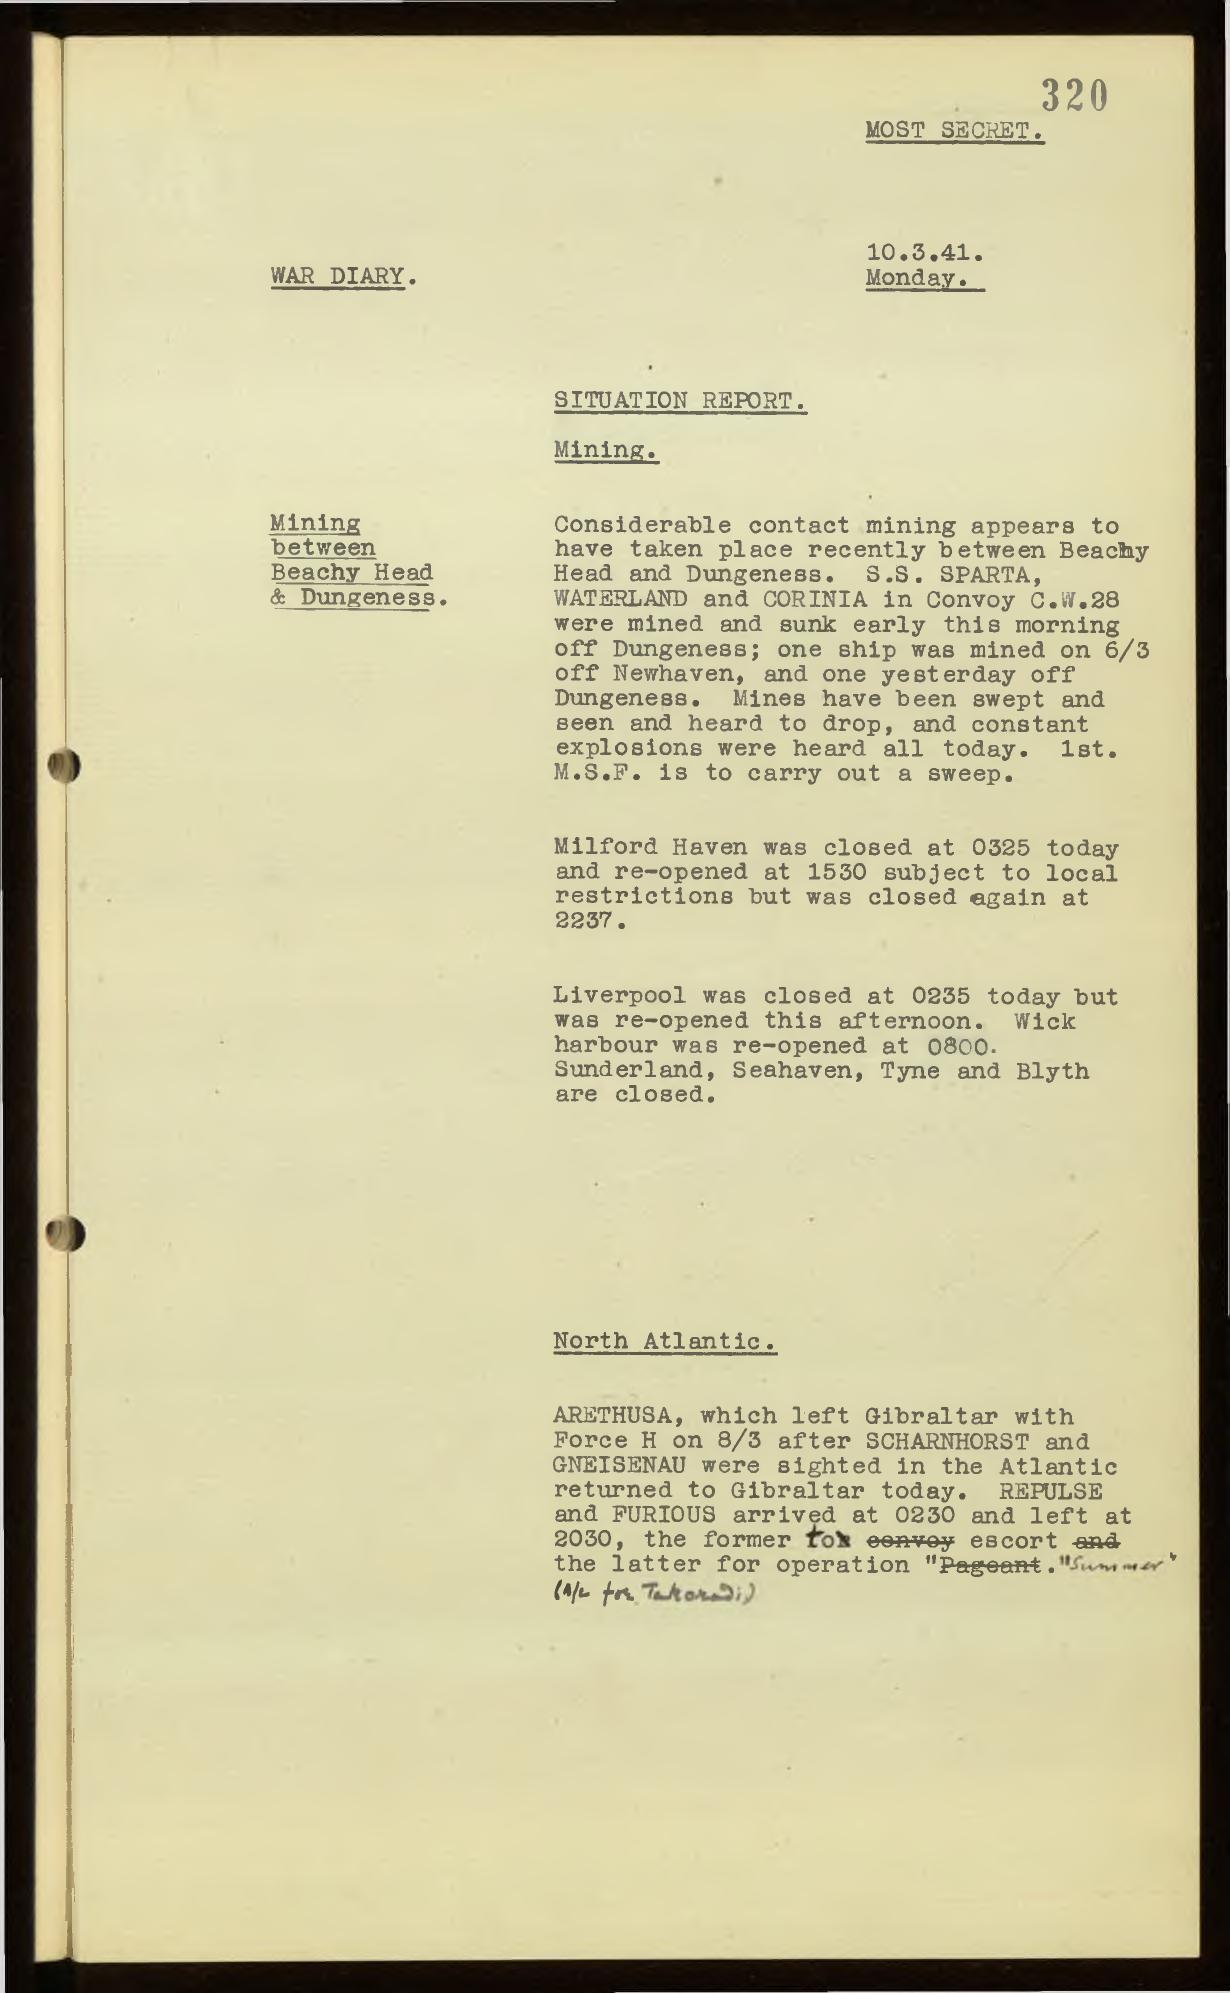 320
MOST SECRET.
10.3.41.
WAR DIARY.
Monday.
SITUATION REPORT.
Mining.
Mining
between
Beachy Head
& Dungeness.
Considerable contact mining appears to
have taken place recently between Beachy
Head and Dungeness. S.S. SPARTA,
WATERLAND and CORINIA in Convoy C.W.28
were mined and sunk early this morning
off Dungeness; one ship was mined on 6/3
off Newhaven, and one yesterday off
Dungeness. Mines have been swept and
seen and heard to drop, and constant
explosions were heard all today. 1st.
M.S.F. is to carry out a sweep.
Milford Haven was closed at 0325 today
and re-opened at 1530 subject to local
restrictions but was closed again at
2237.
Liverpool was closed at 0235 today but
was re-opened this afternoon. Wick
harbour was re-opened at 0800.
Sunderland, Seahaven, Tyne and Blyth
are closed.
North Atlantic.
ARETHUSA, which left Gibraltar with
Force H on 8/3 after SCHARNHORST and
GNEISENAU were sighted in the Atlantic
returned to Gibraltar today. REPULSE
and FURIOUS arrived at 0230 and left at
2030, the former to convoy escort and
the latter for operation "Pageant."Summer"
(A/c for Takoradi)